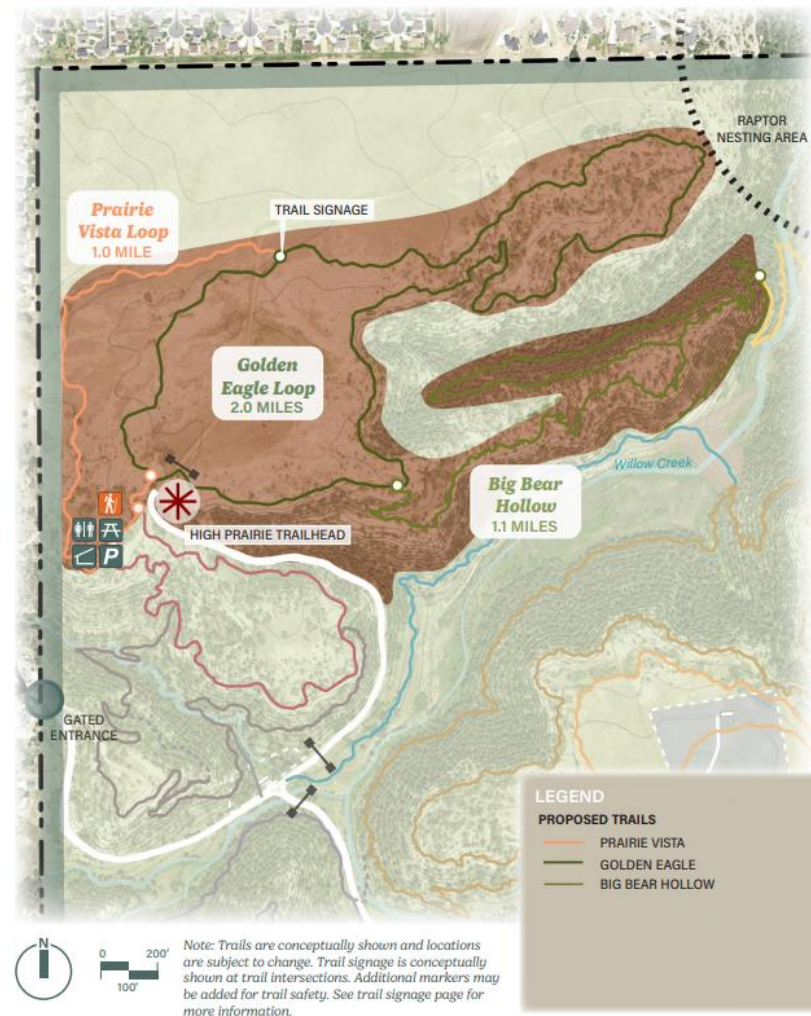 RAPTOR
NESTING AREA
TRAIL SIGNAGE
Prairie
Vista Loop
1.0 MILE
Golden
Eagle Loop
2.0 MILES
Willow Creek
Big Bear
Hollow
1.1 MILES
HIGH PRAIRIE TRAILHEAD
P
GATED
ENTRANCE
LEGEND
PROPOSED TRAILS
PRAIRIE VISTA
GOLDEN EAGLE
BIG BEAR HOLLOW
N
0 200'
100'
Note: Trails are conceptually shown and locations
are subject to change. Trail signage is conceptually
shown at trail intersections. Additional markers may
be added for trail safety. See trail signage page for
more information.